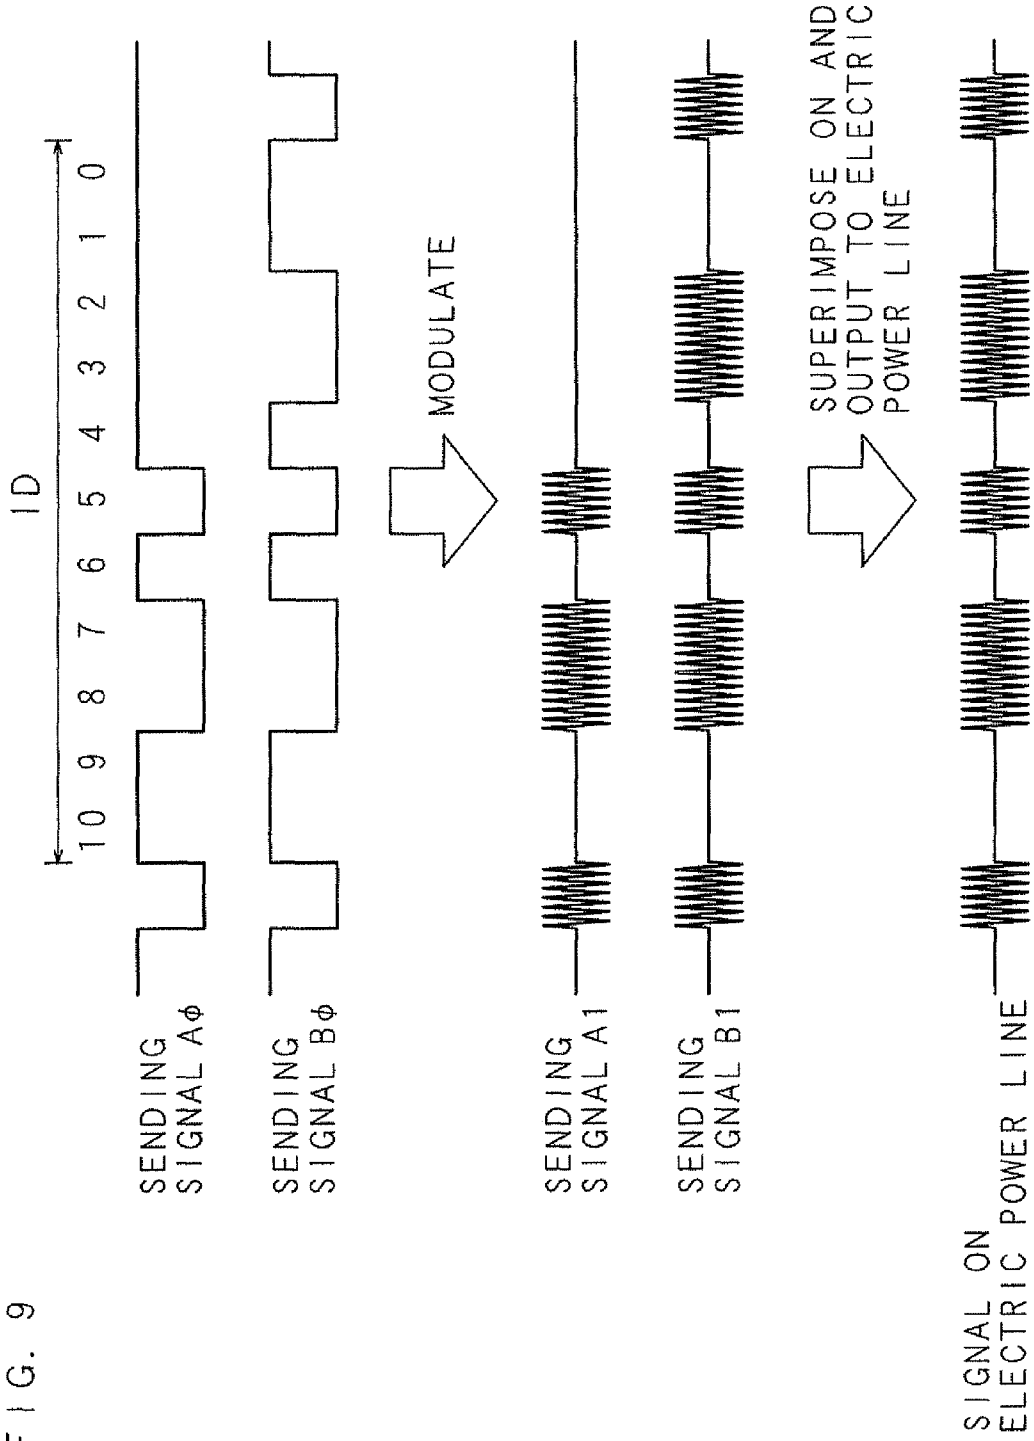 FIG. 9
ID
10 9 8 7 6 5 4 3 2 1 0
SENDING
SIGNAL Aϕ
SENDING
SIGNAL Bϕ
MODULATE
SENDING
SIGNAL A1
SENDING
SIGNAL B1
SUPERIMPOSE ON AND
OUTPUT TO ELECTRIC
POWER LINE
SIGNAL ON
ELECTRIC POWER LINE